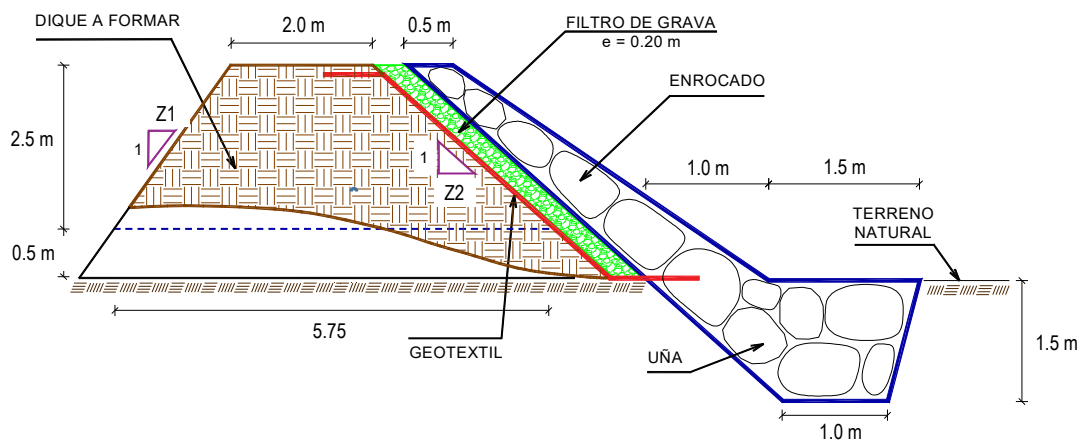 DIQUE A FORMAR
2.0 m
0.5 m
FILTRO DE GRAVA
e = 0.20 m
ENROCADO
Z1
1
2.5 m
1
Z2
1.0 m
1.5 m
TERRENO
NATURAL
0.5 m
5.75
GEOTEXTIL
UÑA
1.5 m
1.0 m